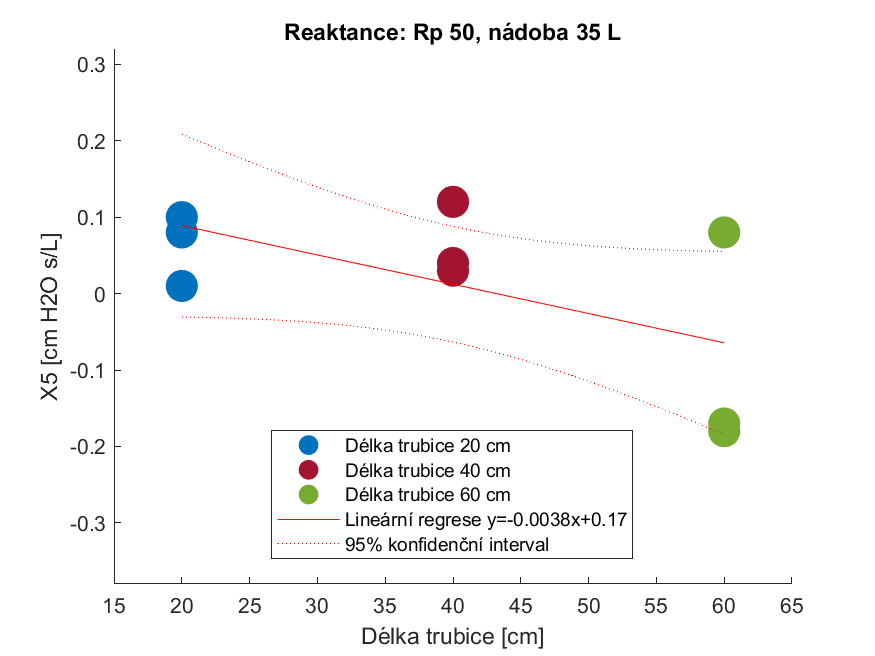 Reaktance: Rp 50, nádoba 35 L
0.3
0.2
0.1
0
-0.1
-0.2
-0.3
X5 [cm H2O s/L]
Délka trubice 20 cm
Délka trubice 40 cm
Délka trubice 60 cm
Lineární regrese y=-0.0038x+0.17
95% konfidenční interval
15 20 25 30 35 40 45 50 55 60 65
Délka trubice [cm]